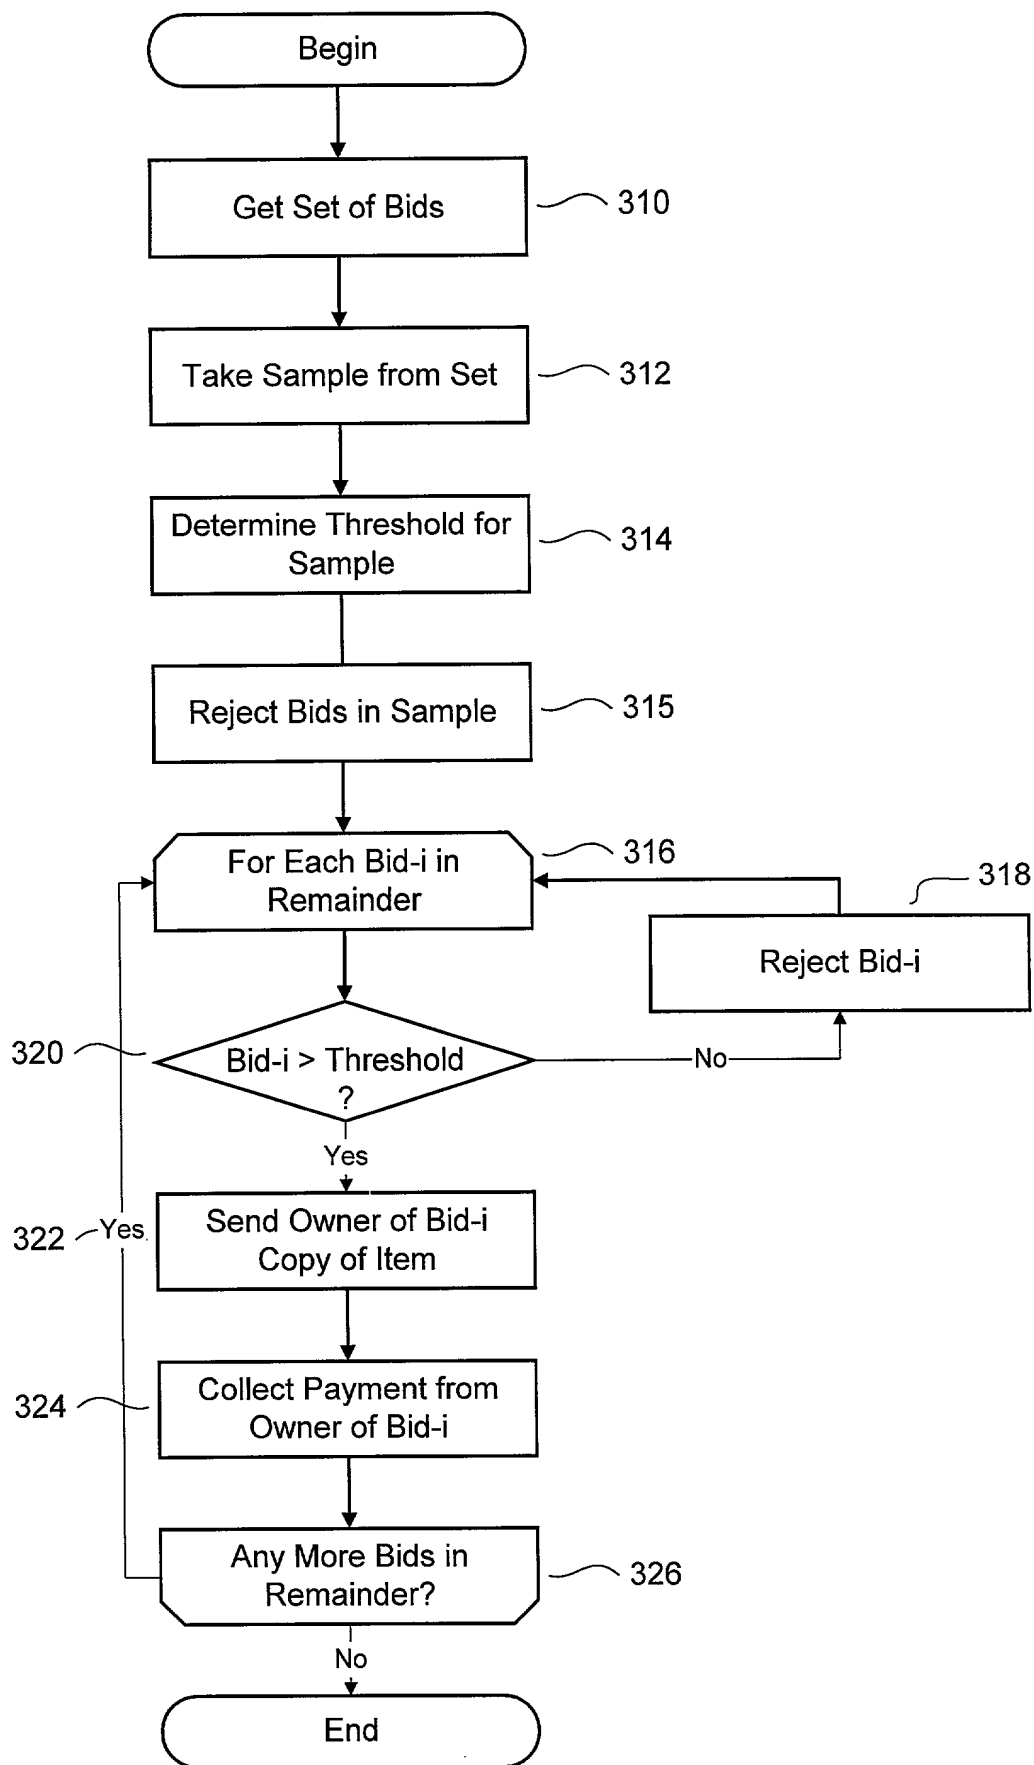 Begin
Get Set of Bids
310
Take Sample from Set
312
Determine Threshold for
Sample
314
Reject Bids in Sample
315
For Each Bid-i in
Remainder
316
318
Reject Bid-i
320
Bid-i > Threshold
?
No
Yes
322
Yes
Send Owner of Bid-i
Copy of Item
324
Collect Payment from
Owner of Bid-i
Any More Bids in
Remainder?
326
No
End